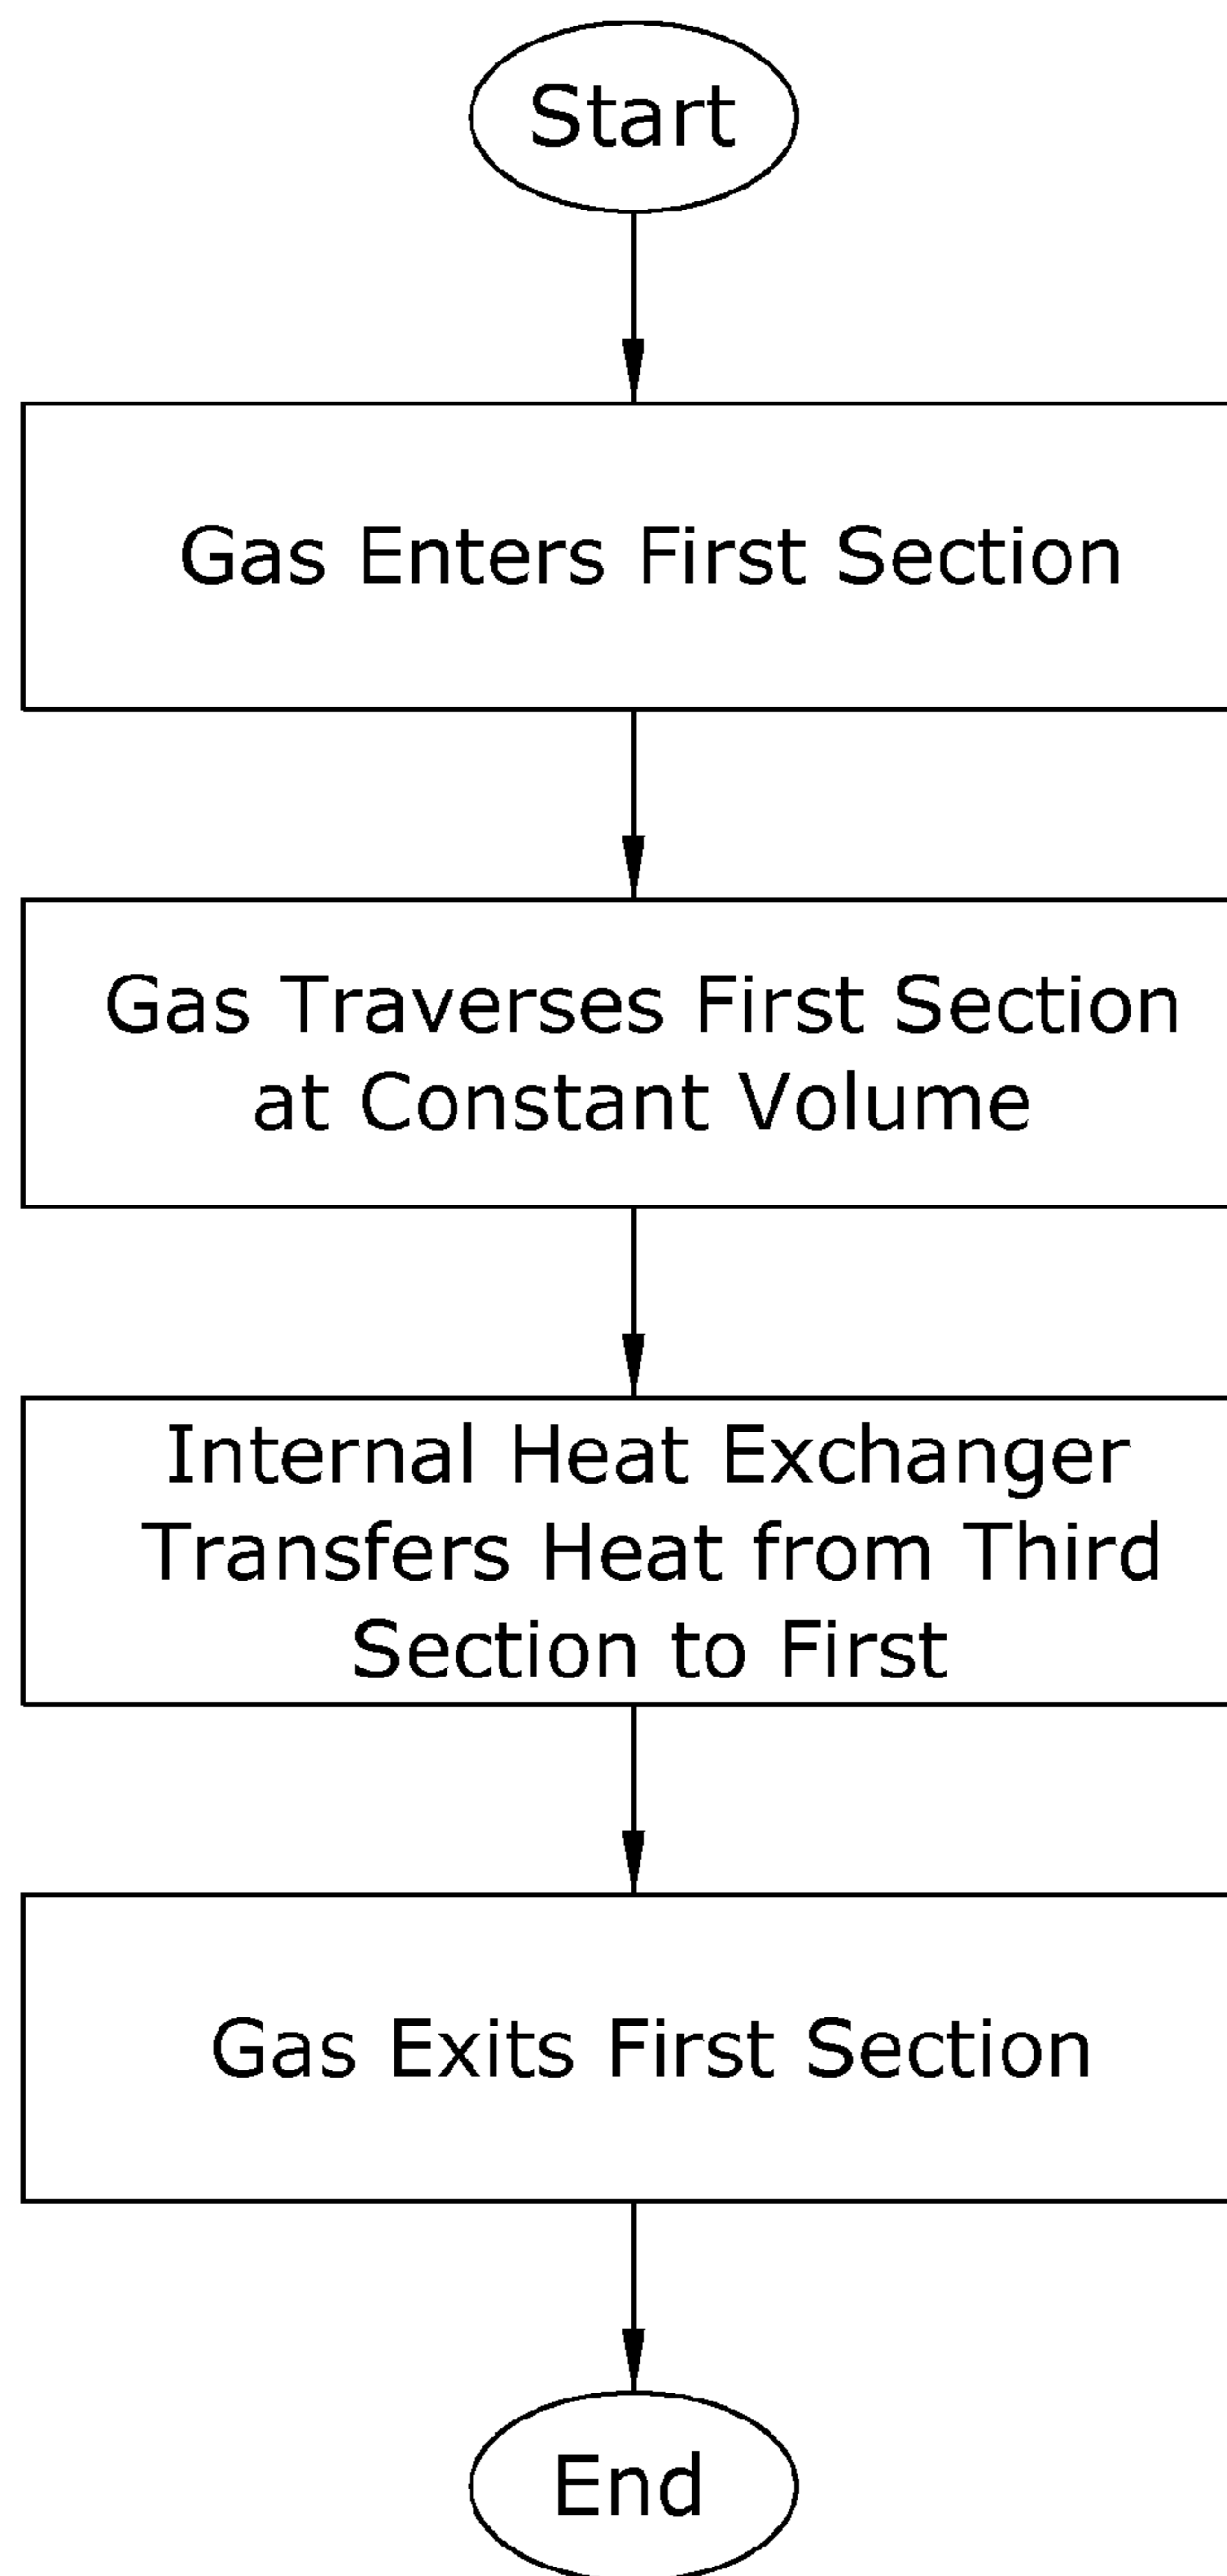 Start
Gas Enters First Section
Gas Traverses First Section
at Constant Volume
Internal Heat Exchanger
Transfers Heat from Third
Section to First
Gas Exits First Section
End